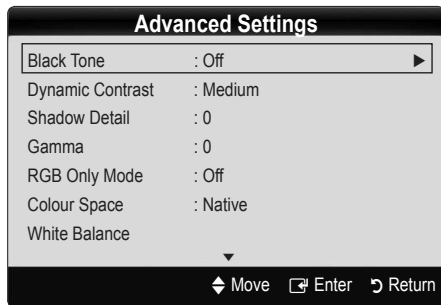 Advanced Settings
Black Tone : Off ►
Dynamic Contrast : Medium
Shadow Detail : 0
Gamma : 0
RGB Only Mode : Off
Colour Space : Native
White Balance
▼
Move Enter Return